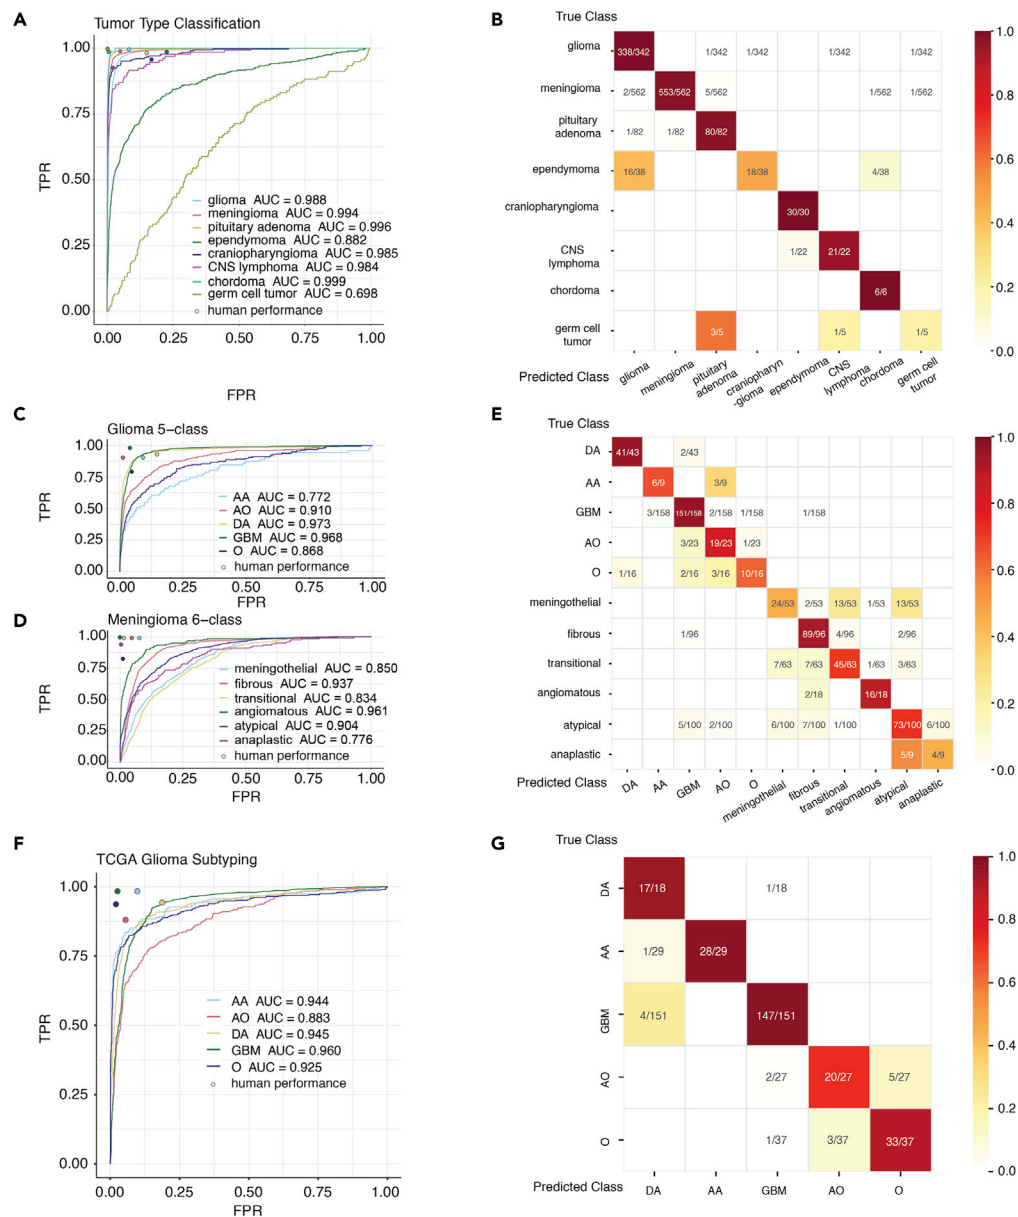 A
Tumor Type Classification
1.00
0.75
0.50
0.25
0.00
TPR
glioma AUC = 0.988
meningioma AUC = 0.994
pituitary adenoma AUC = 0.996
ependymoma AUC = 0.882
craniopharyngioma AUC = 0.985
CNS lymphoma AUC = 0.984
chordoma AUC = 0.999
germ cell tumor AUC = 0.698
human performance
0.00 0.25 0.50 0.75 1.00
FPR
B
True Class
glioma 338/342 1/342 1/342 1/342 1/342
meningioma 2/562 553/562 5/562 1/562 1/562
pituitary
adenoma 1/82 1/82 80/82
ependymoma 16/38 18/38 4/38
craniopharyngioma 30/30
CNS
lymphoma 1/22 21/22
chordoma 6/6
germ cell
tumor 3/5 1/5 1/5
Predicted Class
glioma
meningioma
pituitary
adenoma
craniopharyn
-gioma
ependymoma
CNS
lymphoma
chordoma
germ cell
tumor
1.0
0.8
0.6
0.4
0.2
0.0
C
Glioma 5-class
1.00
0.75
0.50
0.25
0.00
TPR
AA AUC = 0.772
AO AUC = 0.910
DA AUC = 0.973
GBM AUC = 0.968
O AUC = 0.868
human performance
0.00 0.25 0.50 0.75 1.00
FPR
D
Meningioma 6-class
1.00
0.75
0.50
0.25
0.00
TPR
meningothelial AUC = 0.850
fibrous AUC = 0.937
transitional AUC = 0.834
angiomatous AUC = 0.961
atypical AUC = 0.904
anaplastic AUC = 0.776
human performance
0.00 0.25 0.50 0.75 1.00
FPR
E
True Class
DA 41/43 2/43
AA 6/9 3/9
GBM 3/158 151/158 2/158 1/158 1/158
AO 3/23 19/23 1/23
O 1/16 2/16 3/16 10/16
meningothelial 24/53 2/53 13/53 1/53 13/53
fibrous 1/96 89/96 4/96 2/96
transitional 7/63 7/63 45/63 1/63 3/63
angiomatous 2/18 16/18
atypical 5/100 2/100 6/100 7/100 1/100 73/100 6/100
anaplastic 5/9 4/9
Predicted Class
DA
AA
GBM
AO
O
meningothelial
fibrous
transitional
angiomatous
atypical
anaplastic
1.0
0.8
0.6
0.4
0.2
0.0
F
TCGA Glioma Subtyping
1.00
0.75
0.50
0.25
0.00
TPR
AA AUC = 0.944
AO AUC = 0.883
DA AUC = 0.945
GBM AUC = 0.960
O AUC = 0.925
human performance
0.00 0.25 0.50 0.75 1.00
FPR
G
True Class
DA 17/18 1/18
AA 1/29 28/29
GBM 4/151 147/151
AO 2/27 20/27 5/27
O 1/37 3/37 33/37
Predicted Class DA AA GBM AO O
1.0
0.8
0.6
0.4
0.2
0.0